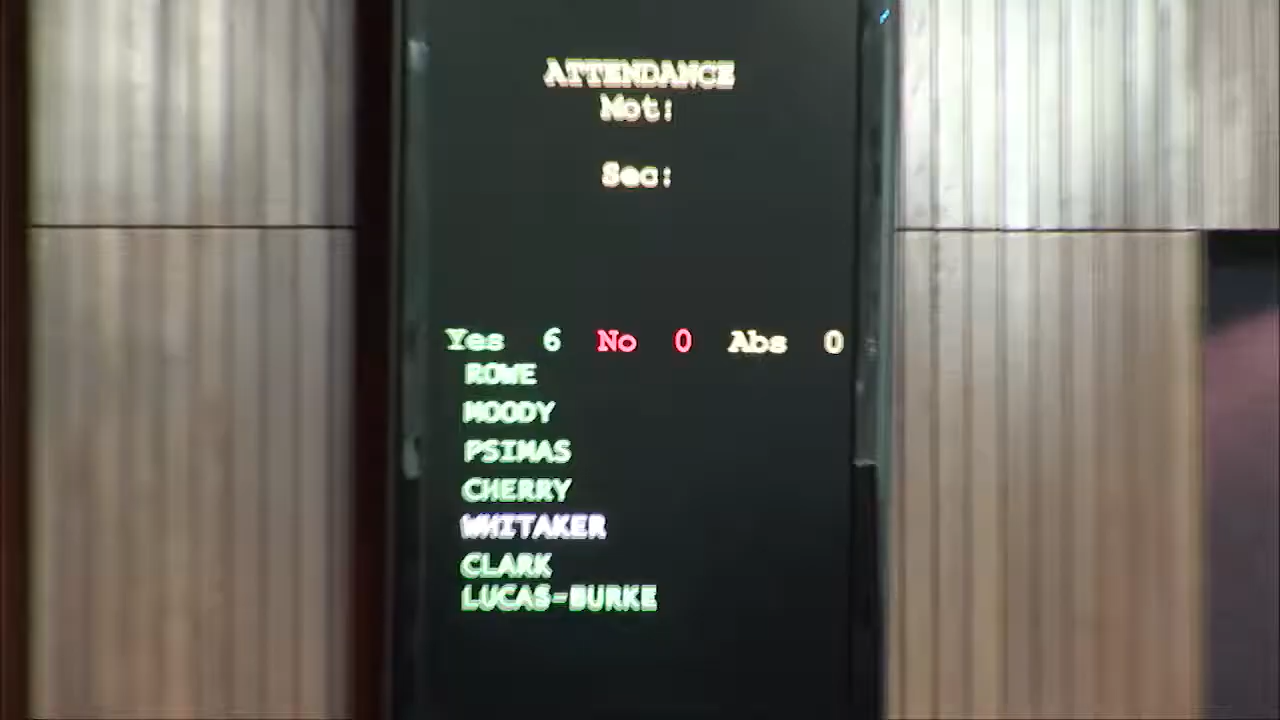 ATTENDANCE
Mot:
Sec:
Yes 6 No 0 Abs 0
ROWE
MOODY
PSIMAS
CHERRY
WHITAKER
CLARK
LUCAS-BURKE